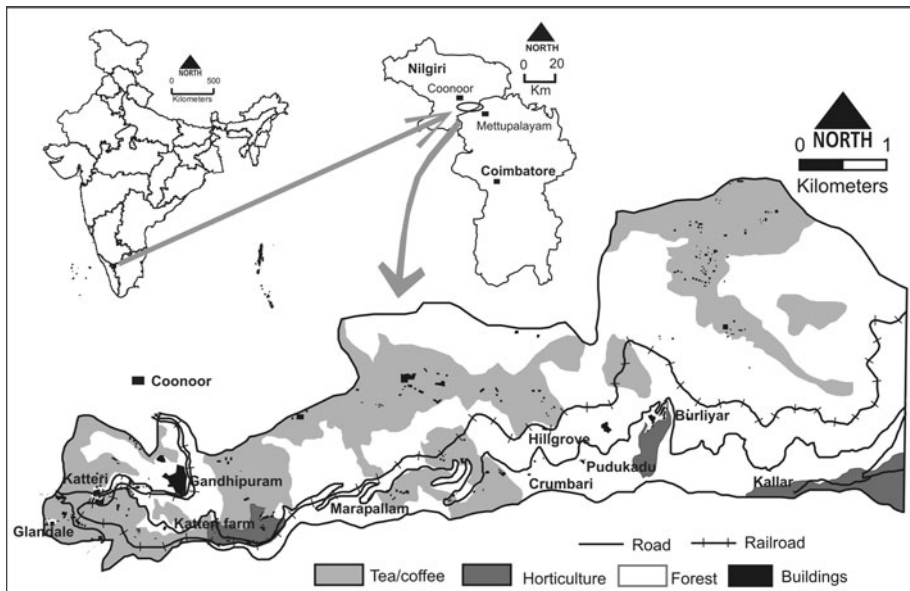 NORTH
0 500
Kilometers
Nilgiri
Coonoor
Mettupalayam
Coimbatore
NORTH
0 20
Km
NORTH
0 1
Kilometers
Coonoor
Katteri
Gandhipuram
Glandale
Katteri farm
Marapallam
Hillgrove
Burliyar
Pudukadu
Crumbari
Kallar
Road Railroad
Tea/coffee Horticulture Forest Buildings